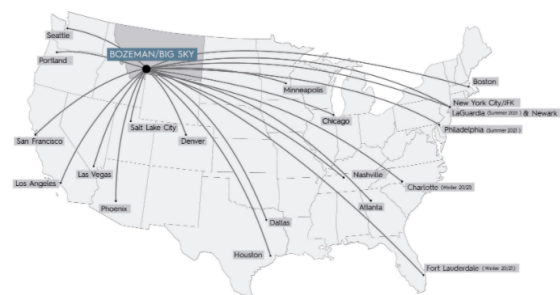 Seattle
Portland
BOZEMAN/BIG SKY
Boston
Minneapolis
New York City/JFK
LaGuardia (Summer 2021) & Newark
Chicago
Philadelphia (Summer 2021)
Salt Lake City
San Francisco
Denver
Las Vegas
Nashville
Los Angeles
Charlotte (Winter 20/21)
Phoenix
Atlanta
Dallas
Houston
Fort Lauderdale (Winter 20/21)